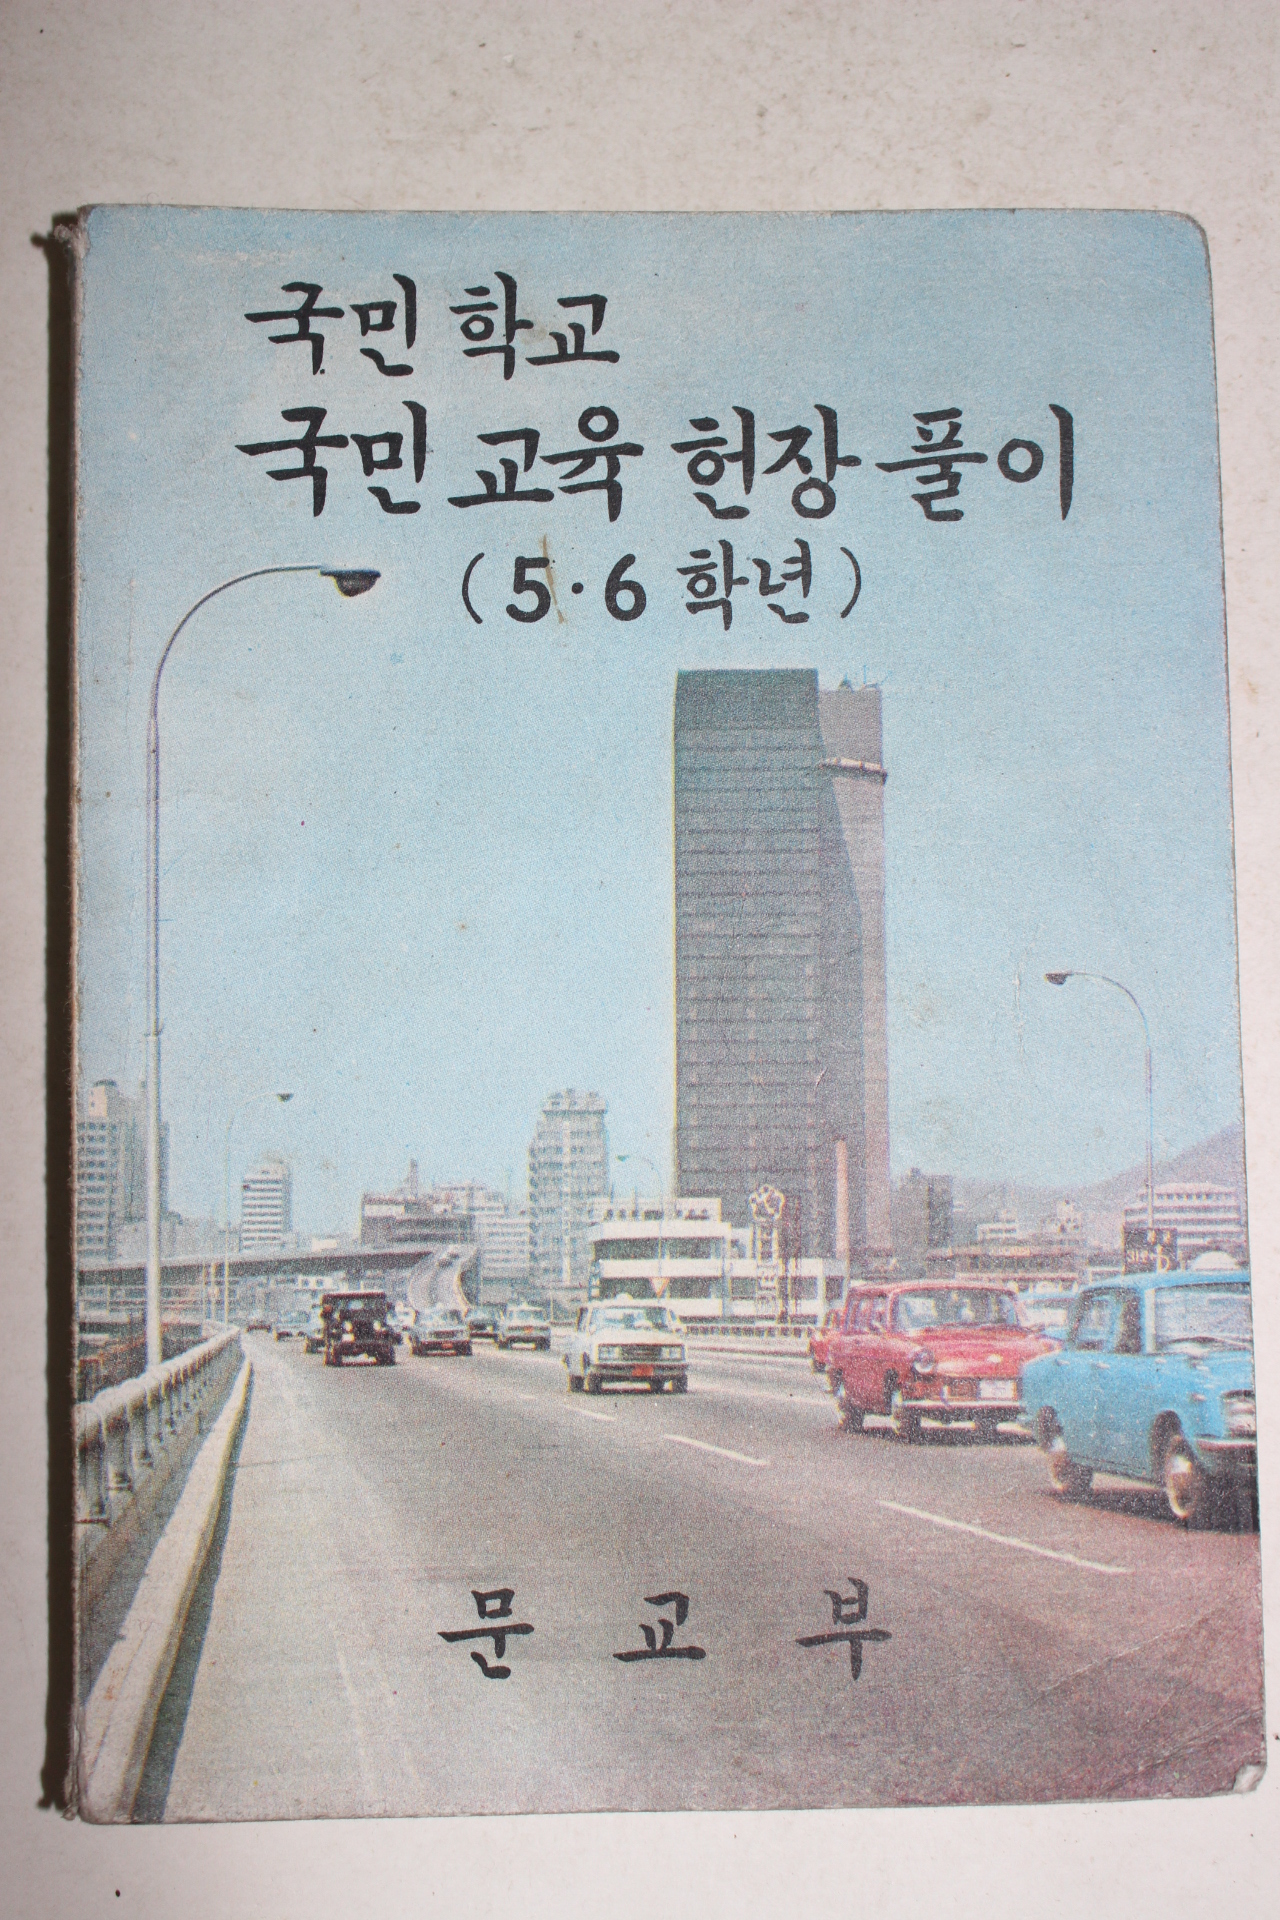 국민 학교
국민 교육 헌장 풀이
(5·6 학년)
문 교 부